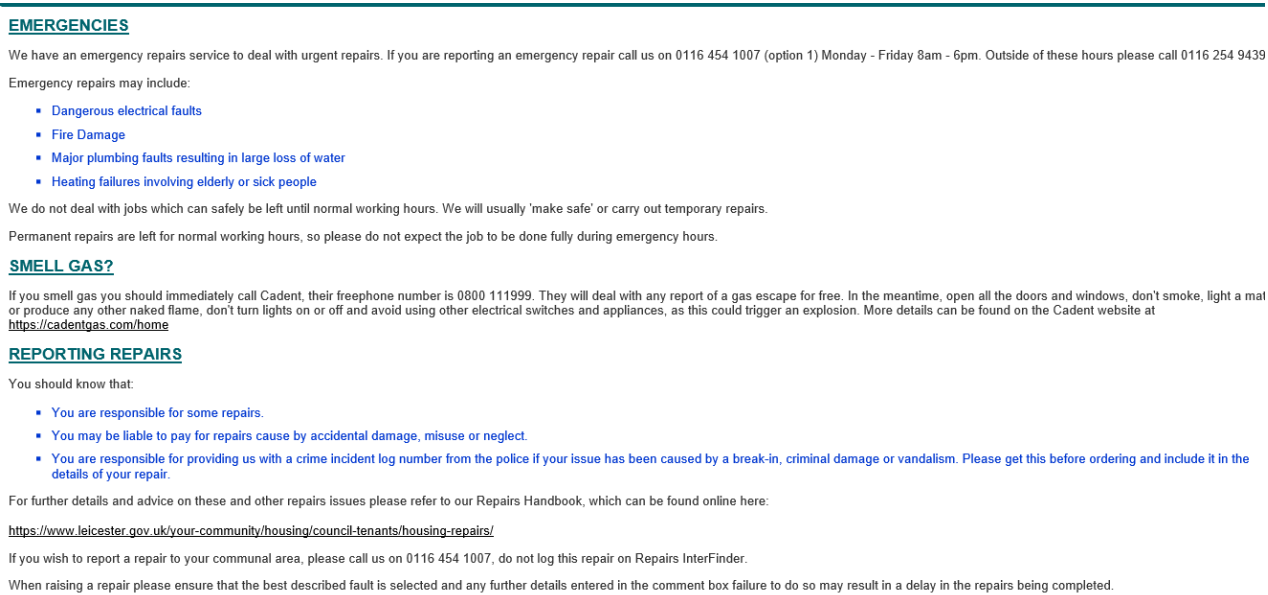 EMERGENCIES
We have an emergency repairs service to deal with urgent repairs. If you are reporting an emergency repair call us on 0116 454 1007 (option 1) Monday - Friday 8am - 6pm. Outside of these hours please call 0116 254 9439
Emergency repairs may include:
▪ Dangerous electrical faults
▪ Fire Damage
▪ Major plumbing faults resulting in large loss of water
▪ Heating failures involving elderly or sick people
We do not deal with jobs which can safely be left until normal working hours. We will usually 'make safe' or carry out temporary repairs.
Permanent repairs are left for normal working hours, so please do not expect the job to be done fully during emergency hours.
SMELL GAS?
If you smell gas you should immediately call Cadent, their freephone number is 0800 111999. They will deal with any report of a gas escape for free. In the meantime, open all the doors and windows, don't smoke, light a mat
or produce any other naked flame, don't turn lights on or off and avoid using other electrical switches and appliances, as this could trigger an explosion. More details can be found on the Cadent website at
https://cadentgas.com/home
REPORTING REPAIRS
You should know that:
▪ You are responsible for some repairs.
▪ You may be liable to pay for repairs cause by accidental damage, misuse or neglect.
▪ You are responsible for providing us with a crime incident log number from the police if your issue has been caused by a break-in, criminal damage or vandalism. Please get this before ordering and include it in the
details of your repair.
For further details and advice on these and other repairs issues please refer to our Repairs Handbook, which can be found online here:
https://www.leicester.gov.uk/your-community/housing/council-tenants/housing-repairs/
If you wish to report a repair to your communal area, please call us on 0116 454 1007, do not log this repair on Repairs InterFinder.
When raising a repair please ensure that the best described fault is selected and any further details entered in the comment box failure to do so may result in a delay in the repairs being completed.